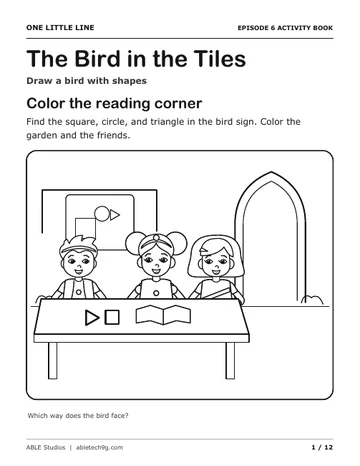 ONE LITTLE LINE
EPISODE 6 ACTIVITY BOOK
The Bird in the Tiles
Draw a bird with shapes
Color the reading corner
Find the square, circle, and triangle in the bird sign. Color the
garden and the friends.
Which way does the bird face?
ABLE Studios | abletech9g.com
1 / 12